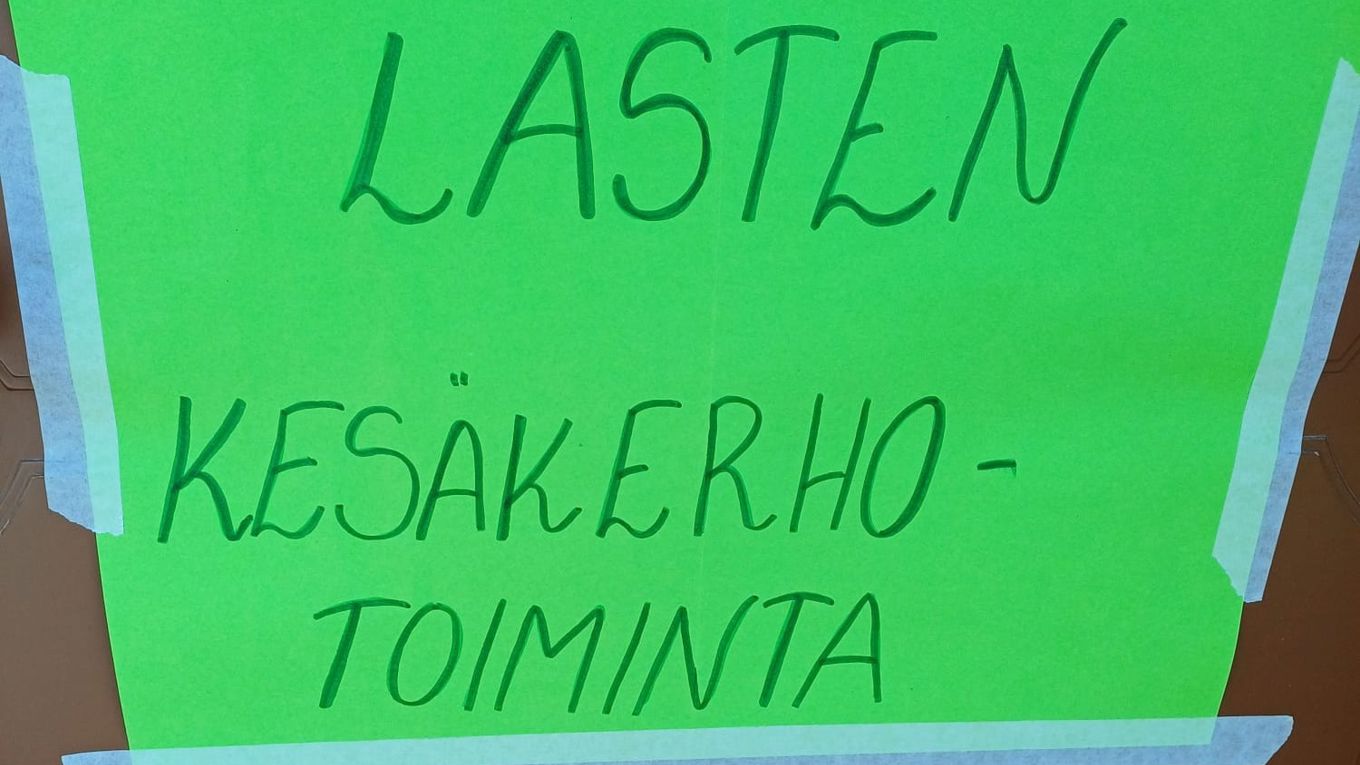 LASTEN
KESÄKERHO-
TOIMINTA